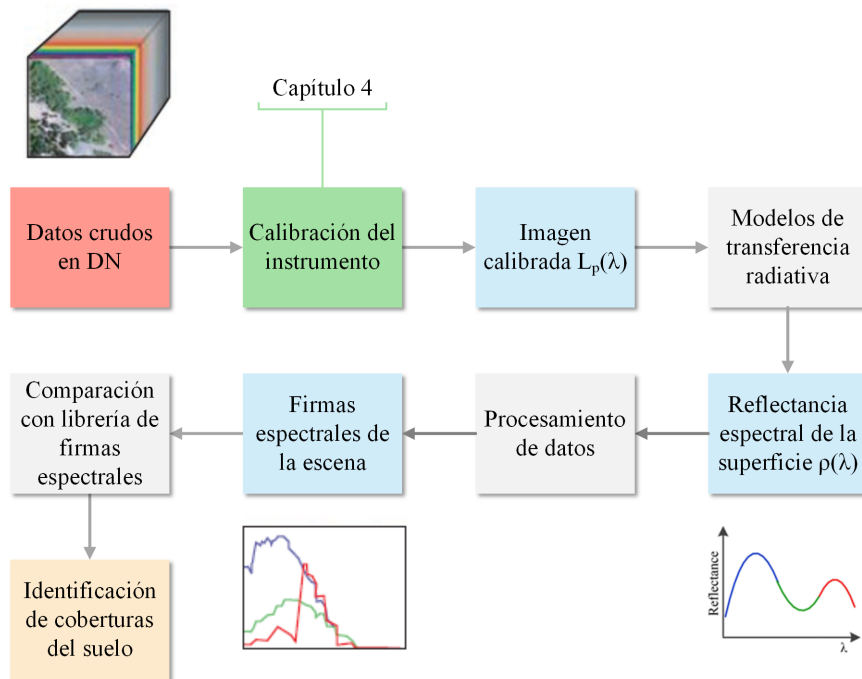 Capítulo 4
Datos crudos
en DN
Calibración del
instrumento
Imagen
calibrada Lₚ(λ)
Modelos de
transferencia
radiativa
Comparación
con librería de
firmas
espectrales
Firmas
espectrales de
la escena
Procesamiento
de datos
Reflectancia
espectral de la
superficie ρ(λ)
Identificación
de coberturas
del suelo
Reflectance
λ